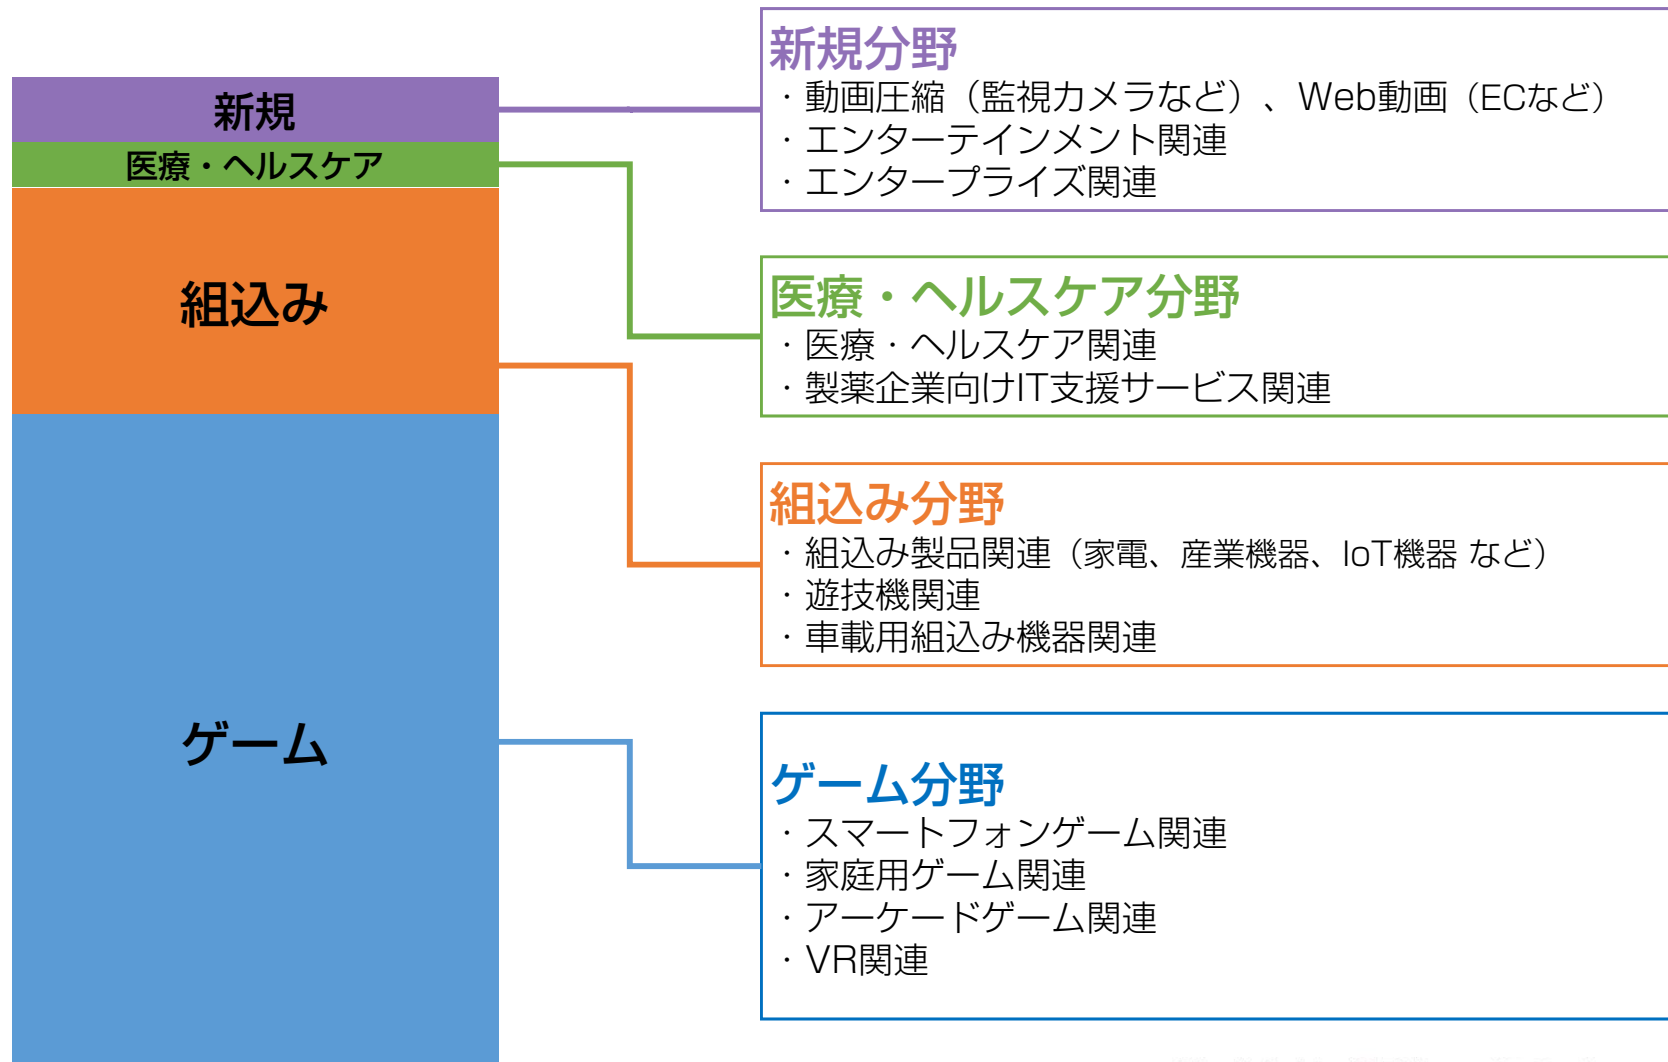 新規
医療・ヘルスケア
組込み
ゲーム
新規分野
・動画圧縮（監視カメラなど）、Web動画（ECなど）
・エンターテインメント関連
・エンタープライズ関連
医療・ヘルスケア分野
・医療・ヘルスケア関連
・製薬企業向けIT支援サービス関連
組込み分野
・組込み製品関連（家電、産業機器、IoT機器 など）
・遊技機関連
・車載用組込み機器関連
ゲーム分野
・スマートフォンゲーム関連
・家庭用ゲーム関連
・アーケードゲーム関連
・VR関連